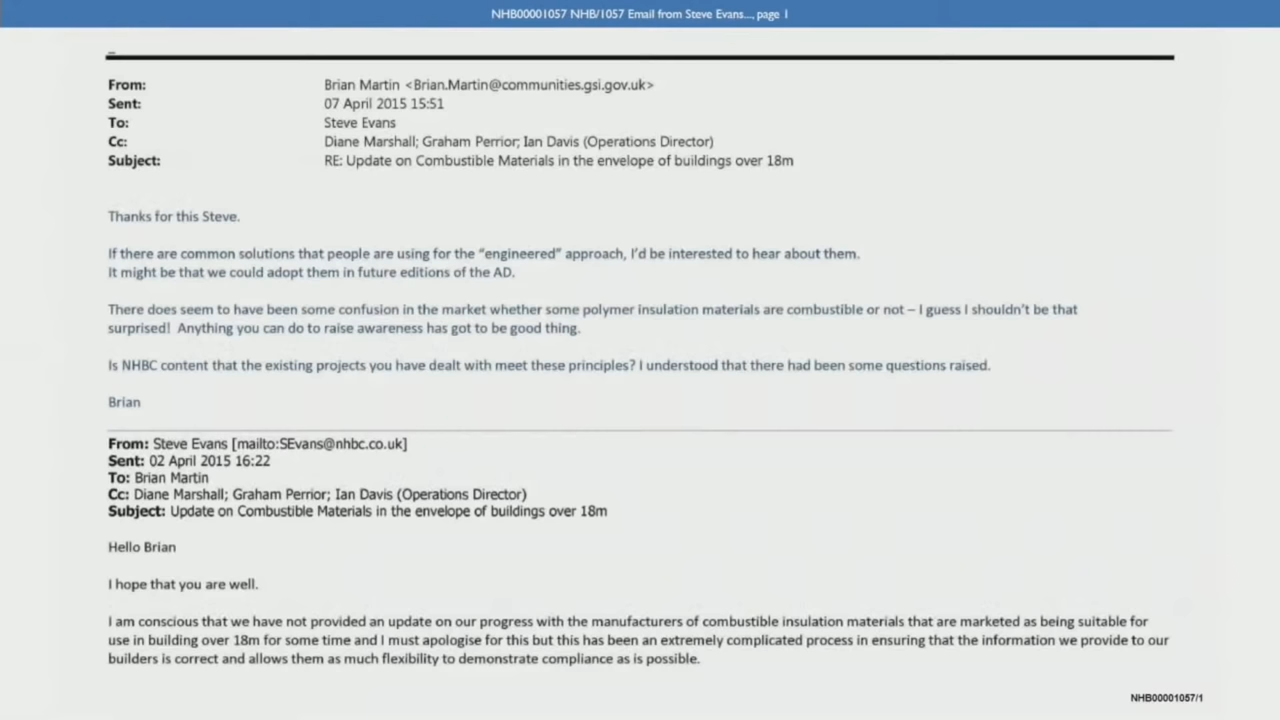 NHB00001057 NHB/1057 Email from Steve Evans..., page 1
From: Brian Martin <Brian.Martin@communities.gsi.gov.uk>
Sent: 07 April 2015 15:51
To: Steve Evans
Cc: Diane Marshall; Graham Perrior; Ian Davis (Operations Director)
Subject: RE: Update on Combustible Materials in the envelope of buildings over 18m
Thanks for this Steve.
If there are common solutions that people are using for the “engineered” approach, I’d be interested to hear about them.
It might be that we could adopt them in future editions of the AD.
There does seem to have been some confusion in the market whether some polymer insulation materials are combustible or not – I guess I shouldn’t be that
surprised! Anything you can do to raise awareness has got to be good thing.
Is NHBC content that the existing projects you have dealt with meet these principles? I understood that there had been some questions raised.
Brian
From: Steve Evans [mailto:SEvans@nhbc.co.uk]
Sent: 02 April 2015 16:22
To: Brian Martin
Cc: Diane Marshall; Graham Perrior; Ian Davis (Operations Director)
Subject: Update on Combustible Materials in the envelope of buildings over 18m
Hello Brian
I hope that you are well.
I am conscious that we have not provided an update on our progress with the manufacturers of combustible insulation materials that are marketed as being suitable for
use in building over 18m for some time and I must apologise for this but this has been an extremely complicated process in ensuring that the information we provide to our
builders is correct and allows them as much flexibility to demonstrate compliance as is possible.
NHB00001057/1